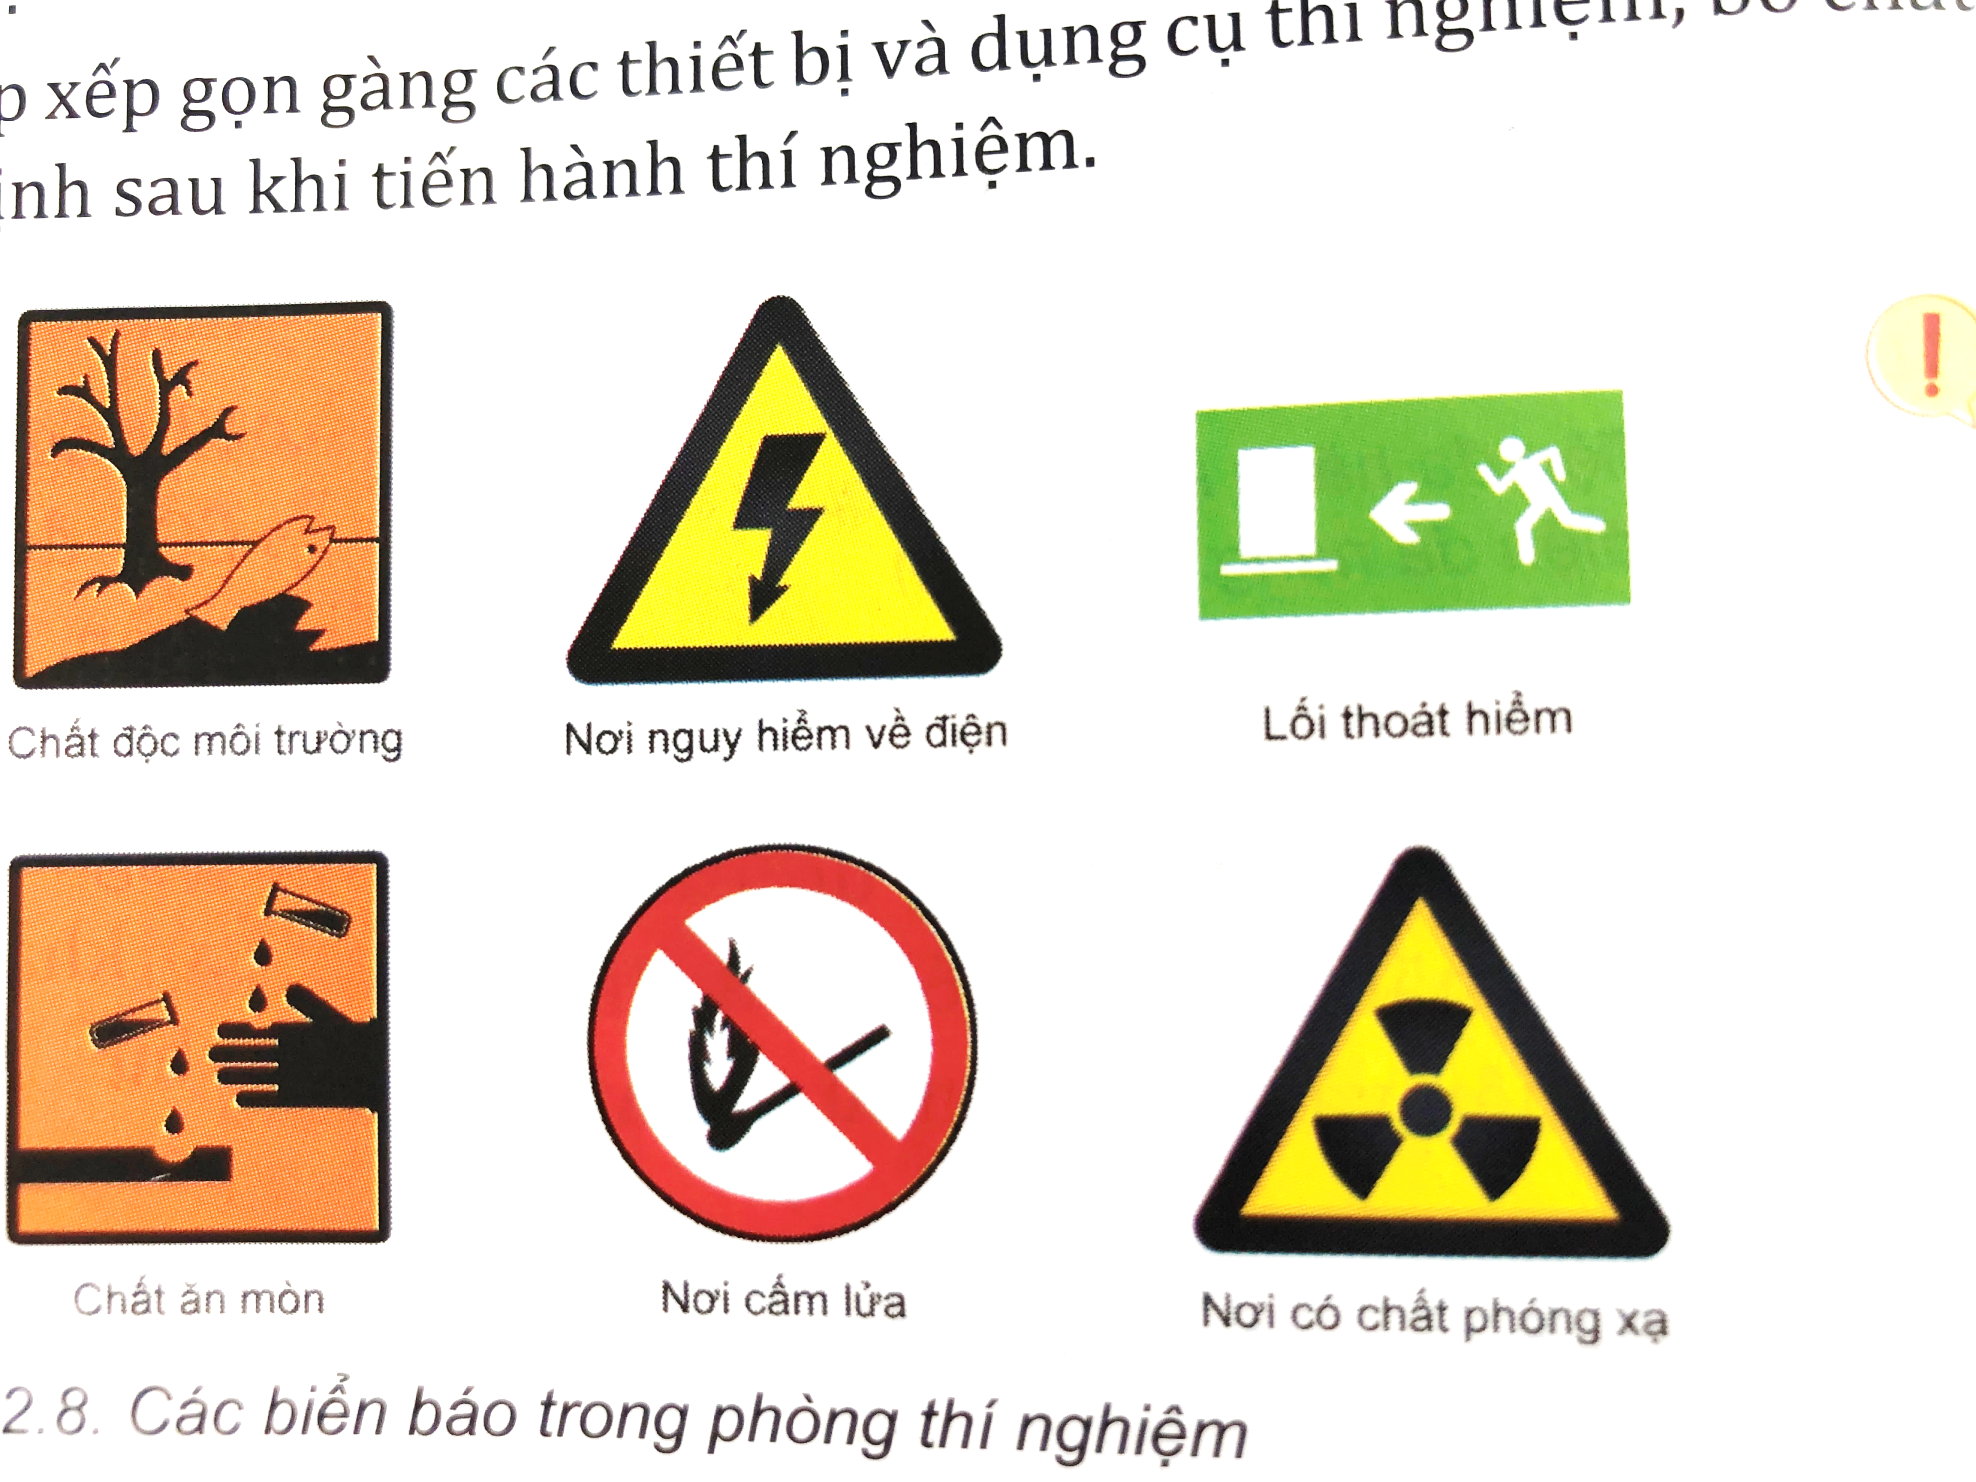 xếp gọn gàng các thiết bị và dụng cụ thí nghiệm,
sau khi tiến hành thí nghiệm.
!
Chất độc môi trường
Nơi nguy hiểm về điện
Lối thoát hiểm
Chất ăn mòn
Nơi cấm lửa
Nơi có chất phóng xạ
2.8. Các biển báo trong phòng thí nghiệm